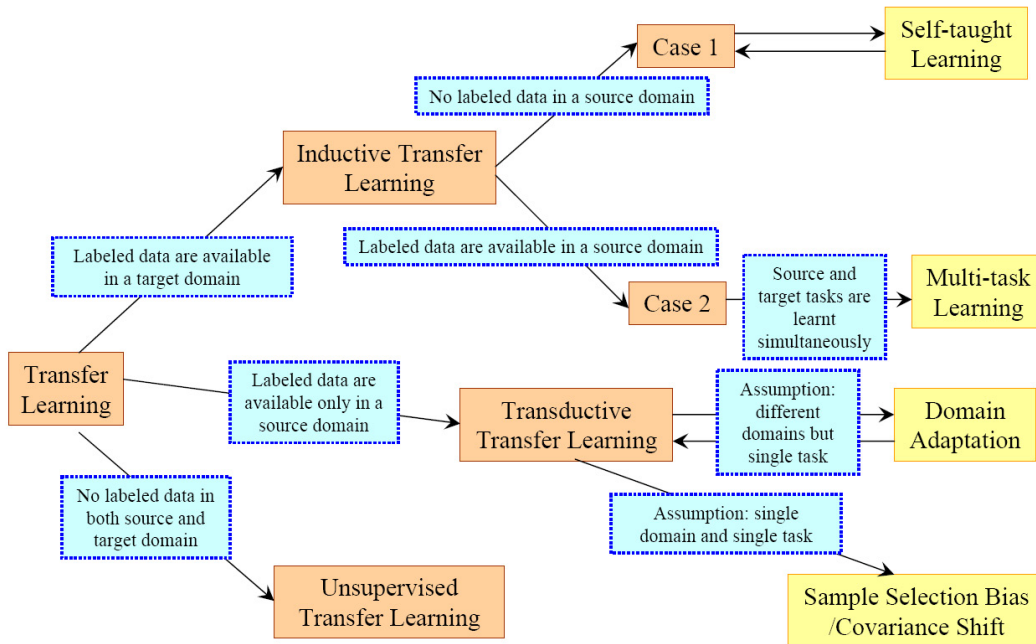 Case 1
Self-taught
Learning
No labeled data in a source domain
Inductive Transfer
Learning
Labeled data are available
in a target domain
Labeled data are available in a source domain
Case 2
Source and
target tasks are
learnt
simultaneously
Multi-task
Learning
Transfer
Learning
Labeled data are
available only in a
source domain
Transductive
Transfer Learning
Assumption:
different
domains but
single task
Domain
Adaptation
No labeled data in
both source and
target domain
Assumption: single
domain and single task
Unsupervised
Transfer Learning
Sample Selection Bias
/Covariance Shift